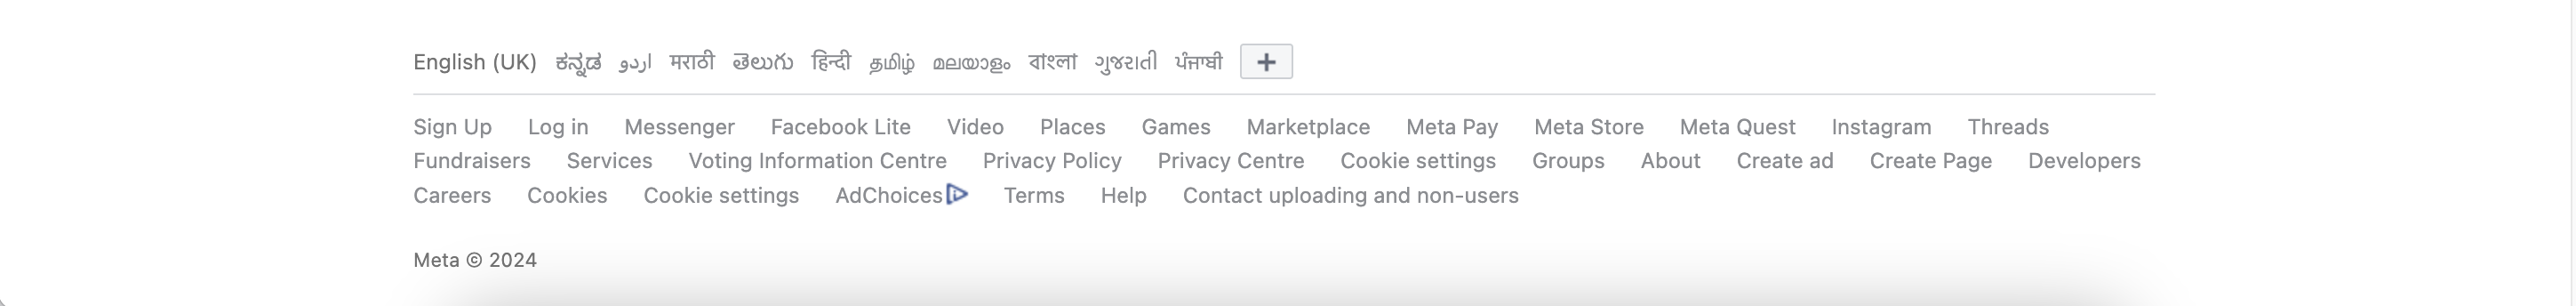 English (UK) ಕನ್ನಡ اردو मराठी తెలుగు हिन्दी தமிழ் മലയാളം বাংলা ગુજરાતી ਪੰਜਾਬੀ +
Sign Up Log in Messenger Facebook Lite Video Places Games Marketplace Meta Pay Meta Store Meta Quest Instagram Threads
Fundraisers Services Voting Information Centre Privacy Policy Privacy Centre Cookie settings Groups About Create ad Create Page Developers
Careers Cookies Cookie settings AdChoices Terms Help Contact uploading and non-users
Meta © 2024